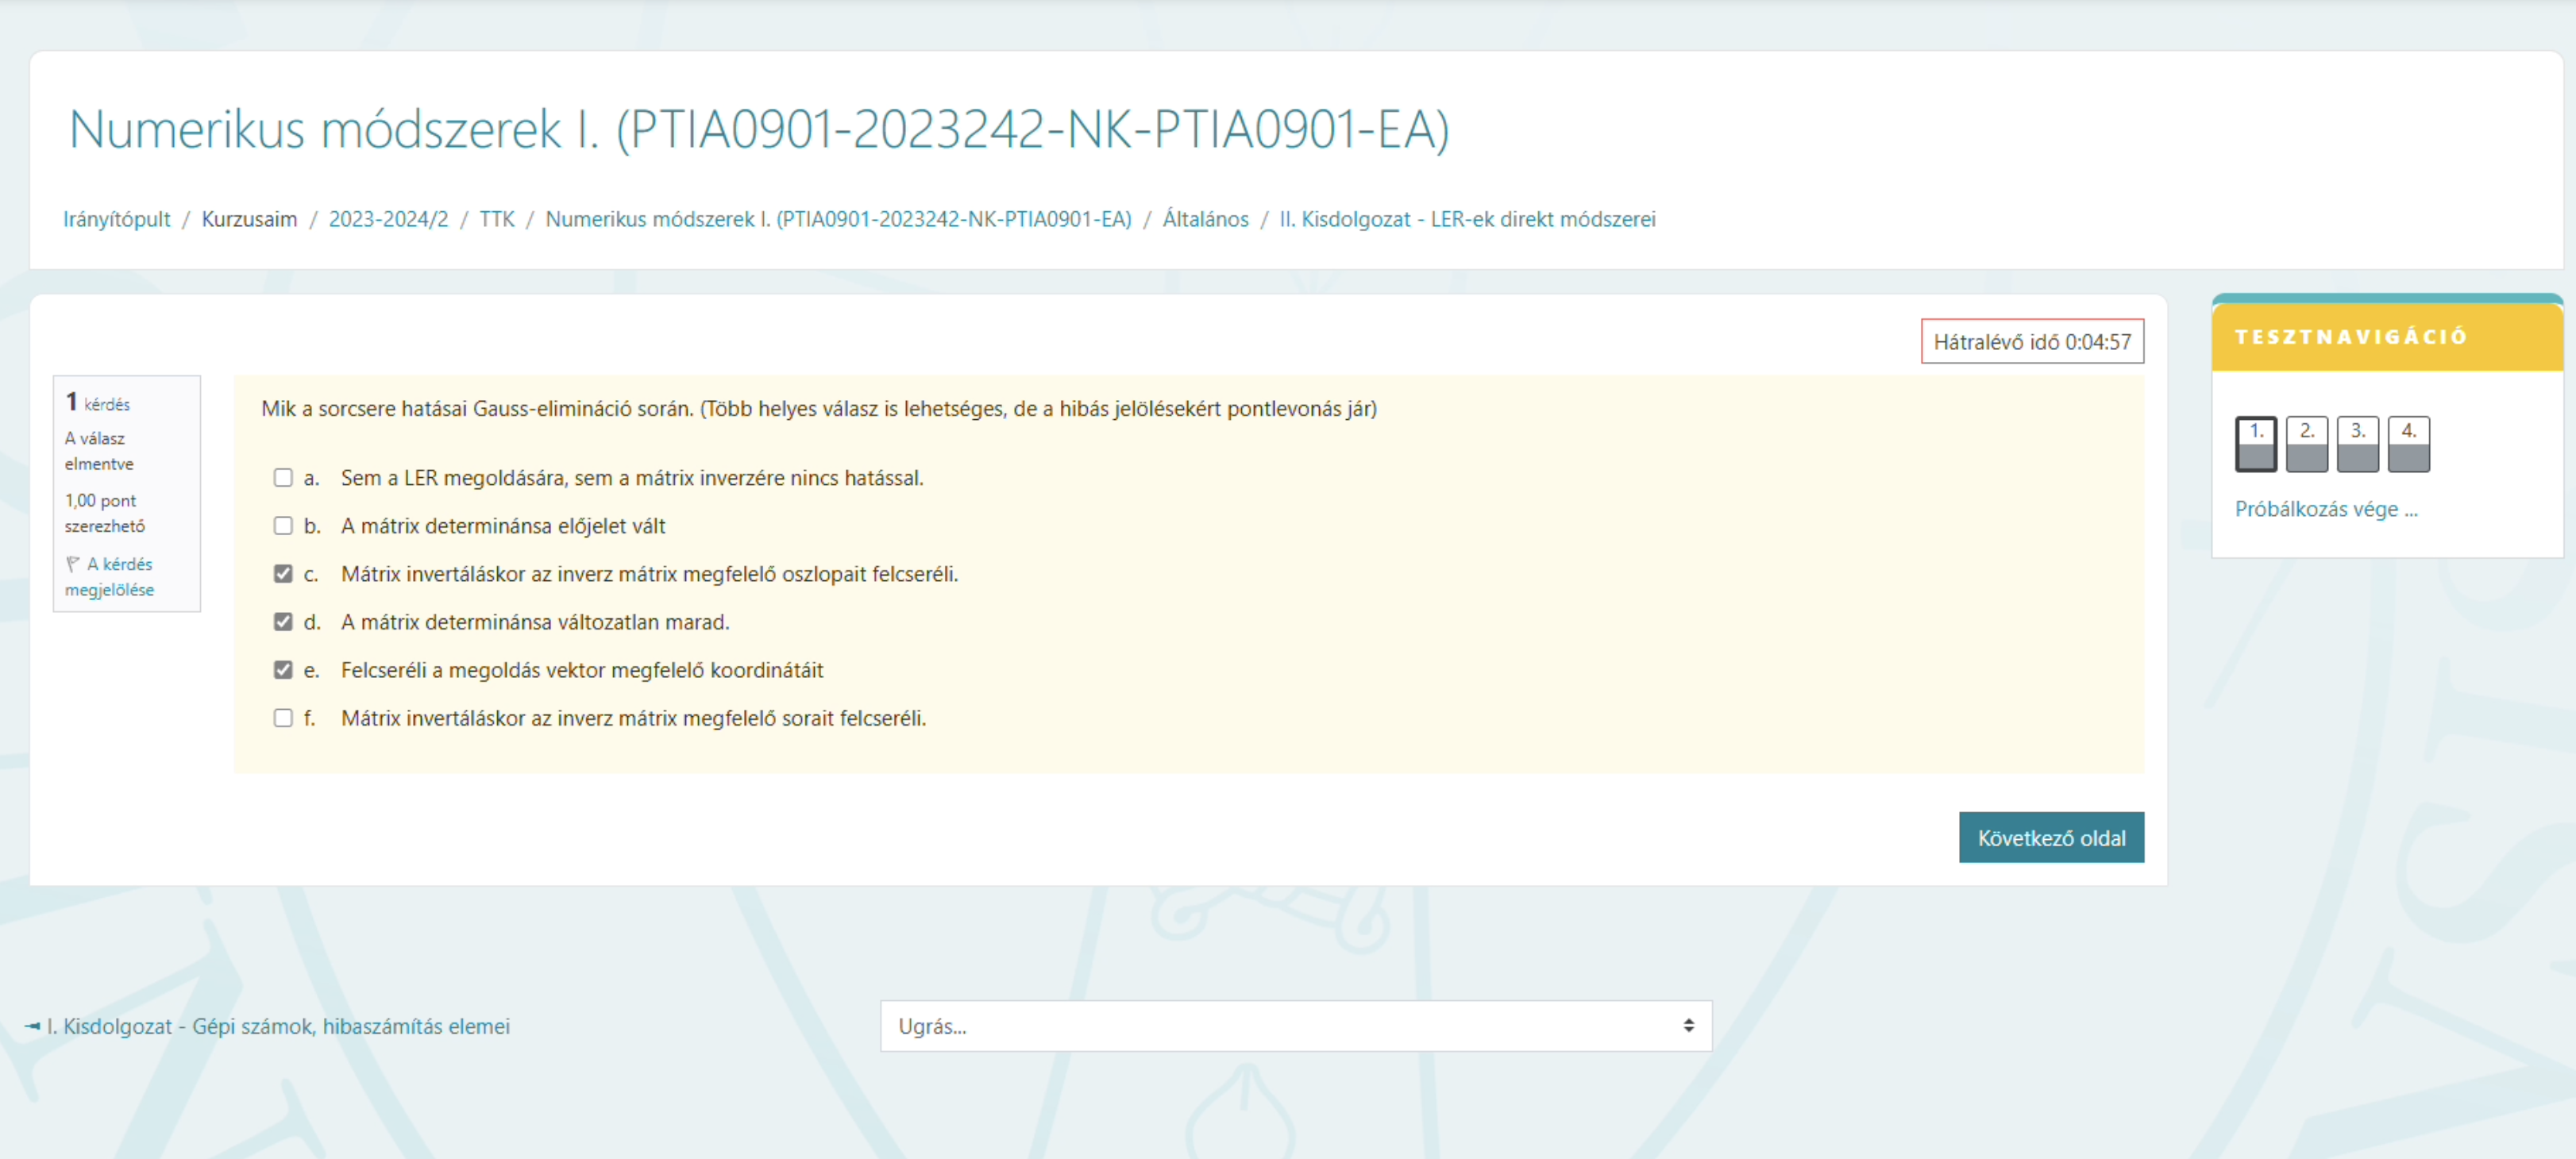 Numerikus módszerek I. (PTIA0901-2023242-NK-PTIA0901-EA)
Irányítópult / Kurzusaim / 2023-2024/2 / TTK / Numerikus módszerek I. (PTIA0901-2023242-NK-PTIA0901-EA) / Általános / II. Kisdolgozat - LER-ek direkt módszerei
Hátralévő idő 0:04:57
1 kérdés
A válasz
elmentve
1,00 pont
szerezhető
A kérdés
megjelölése
Mik a sorcsere hatásai Gauss-elimináció során. (Több helyes válasz is lehetséges, de a hibás jelölésekért pontlevonás jár)
a. Sem a LER megoldására, sem a mátrix inverzére nincs hatással.
b. A mátrix determinánsa előjelet vált
c. Mátrix invertáláskor az inverz mátrix megfelelő oszlopait felcseréli.
d. A mátrix determinánsa változatlan marad.
e. Felcseréli a megoldás vektor megfelelő koordinátáit
f. Mátrix invertáláskor az inverz mátrix megfelelő sorait felcseréli.
Következő oldal
TESZTNAVIGÁCIÓ
1. 2. 3. 4.
Próbálkozás vége ...
◄ I. Kisdolgozat - Gépi számok, hibaszámítás elemei
Ugrás...